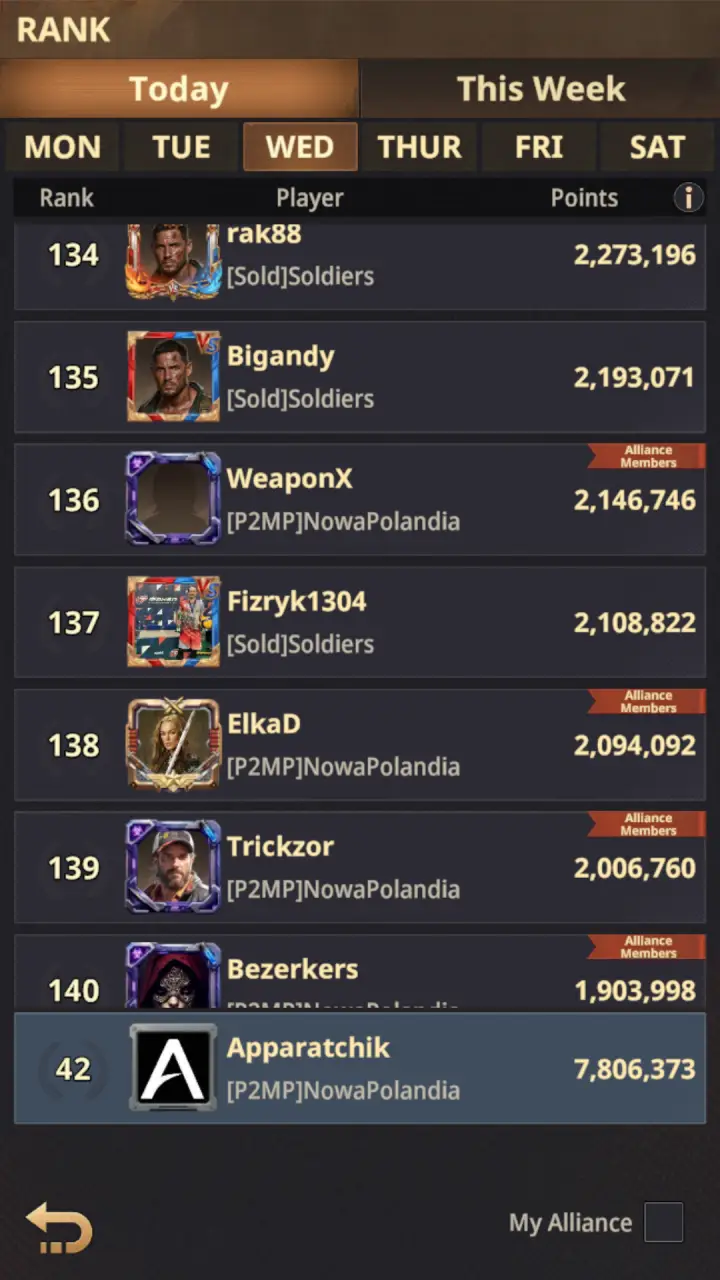 RANK
Today
This Week
MON TUE WED THUR FRI SAT
Rank Player Points i
134 rak88 2,273,196
[Sold]Soldiers
135 Bigandy 2,193,071
[Sold]Soldiers
Alliance Members
136 WeaponX 2,146,746
[P2MP]NowaPolandia
137 Fizryk1304 2,108,822
[Sold]Soldiers
Alliance Members
138 ElkaD 2,094,092
[P2MP]NowaPolandia
Alliance Members
139 Trickzor 2,006,760
[P2MP]NowaPolandia
Alliance Members
140 Bezerkers 1,903,998
42 Apparatchik 7,806,373
[P2MP]NowaPolandia
My Alliance